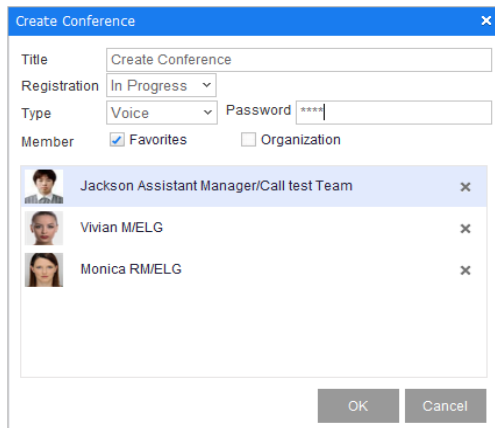 Create Conference
Title Create Conference
Registration In Progress
Type Voice Password ****
Member Favorites Organization
Jackson Assistant Manager/Call test Team
Vivian M/ELG
Monica RM/ELG
OK Cancel